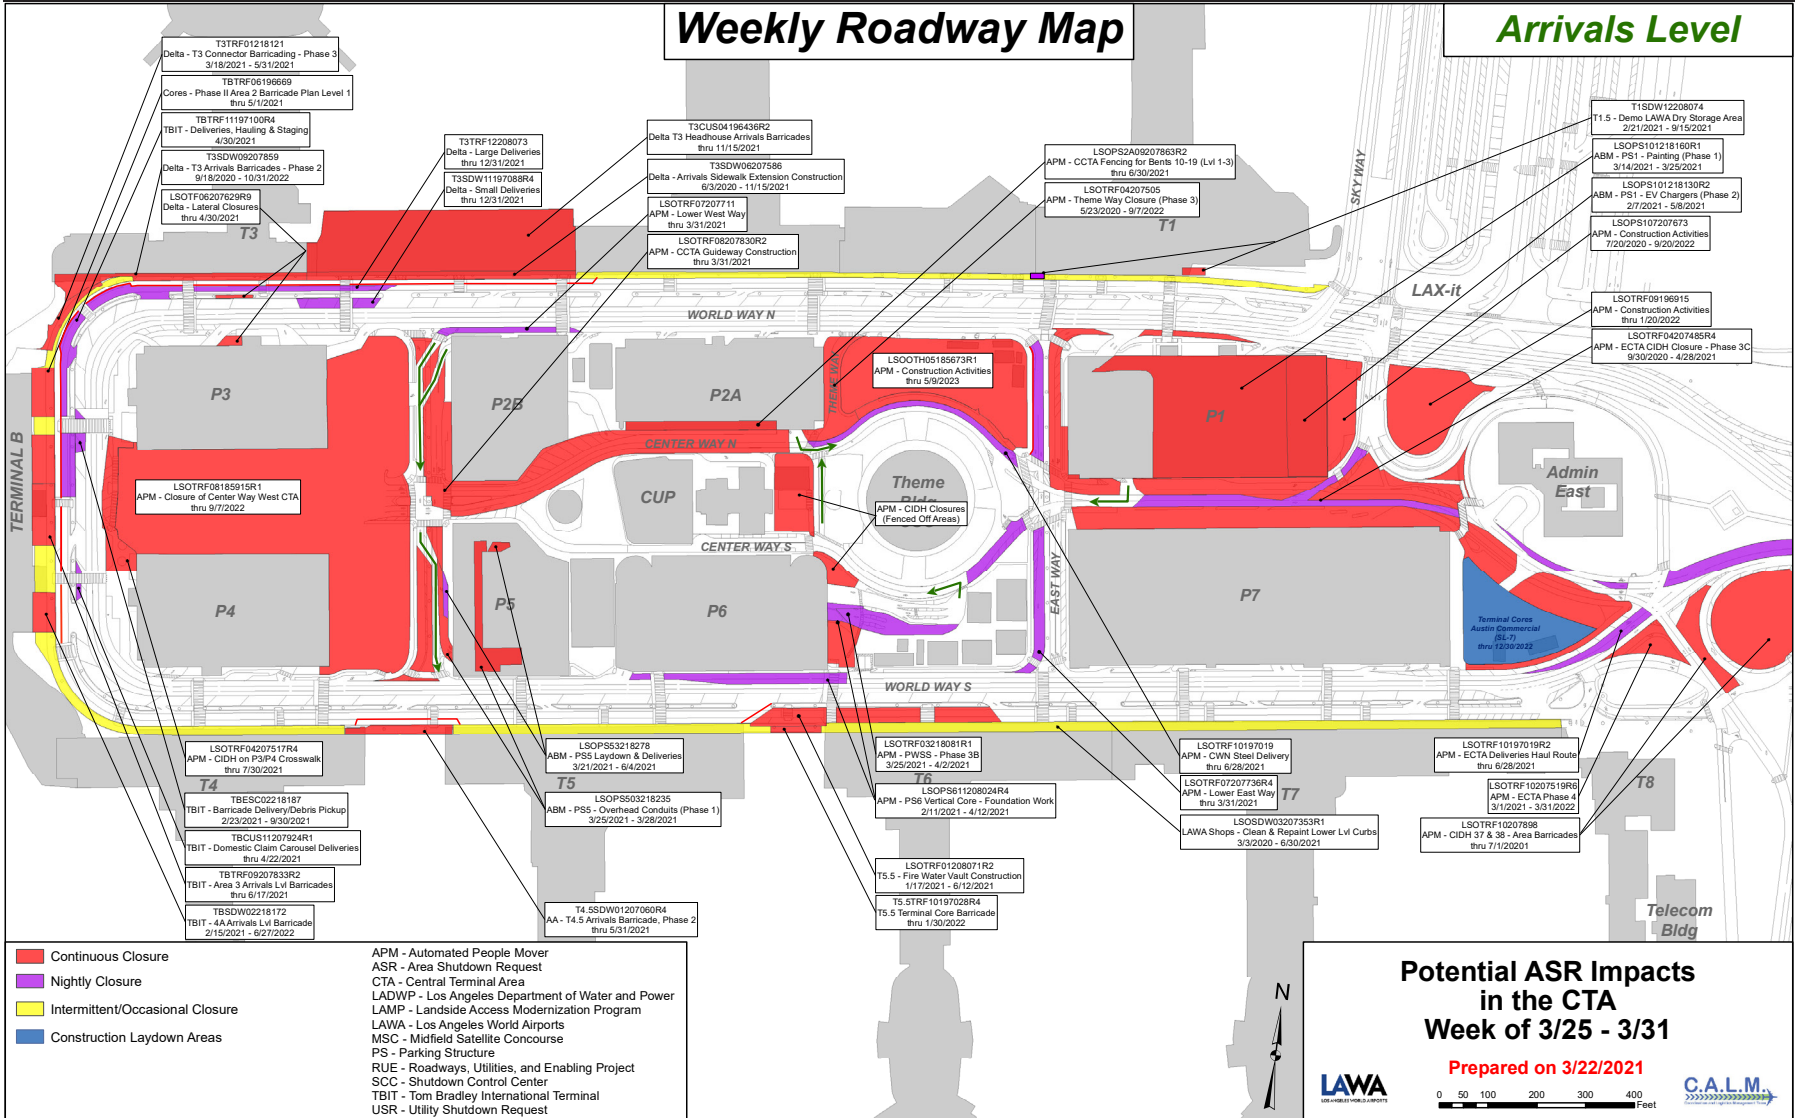 Weekly Roadway Map
Arrivals Level
T3TRF01218121
Delta - T3 Connector Barricading - Phase 3
3/18/2021 - 5/31/2021
TBTRF06196669
Cores - Phase II Area 2 Barricade Plan Level 1
thru 5/1/2021
TBTRF11197100R4
TBIT - Deliveries, Hauling & Staging
4/30/2021
T3SDW09207859
Delta - T3 Arrivals Barricades - Phase 2
9/18/2020 - 10/31/2022
LSOTF06207629R9
Delta - Lateral Closures
thru 4/30/2021
T3TRF12208073
Delta - Large Deliveries
thru 12/31/2021
T3SDW11197088R4
Delta - Small Deliveries
thru 12/31/2021
T3CUS04196436R2
Delta T3 Headhouse Arrivals Barricades
thru 11/15/2021
T3SDW06207586
Delta - Arrivals Sidewalk Extension Construction
6/3/2020 - 11/15/2021
LSOTRF07207711
APM - Lower West Way
thru 3/31/2021
LSOTRF08207830R2
APM - CCTA Guideway Construction
thru 3/31/2021
LSOPS2A09207863R2
APM - CCTA Fencing for Bents 10-19 (Lvl 1-3)
thru 6/30/2021
LSOTRF04207505
APM - Theme Way Closure (Phase 3)
5/23/2020 - 9/7/2022
T1SDW12208074
T1.5 - Demo LAWA Dry Storage Area
2/21/2021 - 9/15/2021
LSOPS101218160R1
ABM - PS1 - Painting (Phase 1)
3/14/2021 - 3/25/2021
LSOPS101218130R2
ABM - PS1 - EV Chargers (Phase 2)
2/7/2021 - 5/8/2021
LSOPS107207673
APM - Construction Activities
7/20/2020 - 9/20/2022
LSOTRF09196915
APM - Construction Activities
thru 1/20/2022
LSOTRF04207485R4
APM - ECTA CIDH Closure - Phase 3C
9/30/2020 - 4/28/2021
T3
T1
SKY WAY
LAX-it
WORLD WAY N
P3
P2B
P2A
THEME WAY
LSOOTH05185673R1
APM - Construction Activities
thru 5/9/2023
P1
CENTER WAY N
TERMINAL B
LSOTRF08185915R1
APM - Closure of Center Way West CTA
thru 9/7/2022
CUP
Theme
Bldg
APM - CIDH Closures
(Fenced Off Areas)
Admin
East
CENTER WAY S
EAST WAY
P4
P5
P6
P7
Terminal Cores
Austin Commercial
(SL-7)
thru 12/30/2022
WORLD WAY S
LSOTRF04207517R4
APM - CIDH on P3/P4 Crosswalk
thru 7/30/2021
T4
TBESC02218187
TBIT - Barricade Delivery/Debris Pickup
2/23/2021 - 9/30/2021
TBCUS11207924R1
TBIT - Domestic Claim Carousel Deliveries
thru 4/22/2021
TBTRF09207833R2
TBIT - Area 3 Arrivals Lvl Barricades
thru 6/17/2021
TBSDW02218172
TBIT - 4A Arrivals Lvl Barricade
2/15/2021 - 6/27/2022
LSOPS53218278
ABM - PS5 Laydown & Deliveries
3/21/2021 - 6/4/2021
T5
LSOPS503218235
ABM - PS5 - Overhead Conduits (Phase 1)
3/25/2021 - 3/28/2021
T4.5SDW01207060R4
AA - T4.5 Arrivals Barricade, Phase 2
thru 5/31/2021
LSOTRF03218081R1
APM - PWSS - Phase 3B
3/25/2021 - 4/2/2021
T6
LSOPS611208024R4
APM - PS6 Vertical Core - Foundation Work
2/11/2021 - 4/12/2021
LSOTRF01208071R2
T5.5 - Fire Water Vault Construction
1/17/2021 - 6/12/2021
T5.5TRF10197028R4
T5.5 Terminal Core Barricade
thru 1/30/2022
LSOTRF10197019
APM - CWN Steel Delivery
thru 6/28/2021
LSOTRF07207736R4
APM - Lower East Way
thru 3/31/2021
T7
LSOSDW03207353R1
LAWA Shops - Clean & Repaint Lower Lvl Curbs
3/3/2020 - 6/30/2021
LSOTRF10197019R2
APM - ECTA Deliveries Haul Route
thru 6/28/2021
LSOTRF10207519R6
APM - ECTA Phase 4
3/1/2021 - 3/31/2022
LSOTRF10207898
APM - CIDH 37 & 38 - Area Barricades
thru 7/1/20201
T8
Telecom
Bldg
Continuous Closure
Nightly Closure
Intermittent/Occasional Closure
Construction Laydown Areas
APM - Automated People Mover
ASR - Area Shutdown Request
CTA - Central Terminal Area
LADWP - Los Angeles Department of Water and Power
LAMP - Landside Access Modernization Program
LAWA - Los Angeles World Airports
MSC - Midfield Satellite Concourse
PS - Parking Structure
RUE - Roadways, Utilities, and Enabling Project
SCC - Shutdown Control Center
TBIT - Tom Bradley International Terminal
USR - Utility Shutdown Request
N
Potential ASR Impacts
in the CTA
Week of 3/25 - 3/31
Prepared on 3/22/2021
LAWA
LOS ANGELES WORLD AIRPORTS
0 50 100 200 300 400
Feet
C.A.L.M.